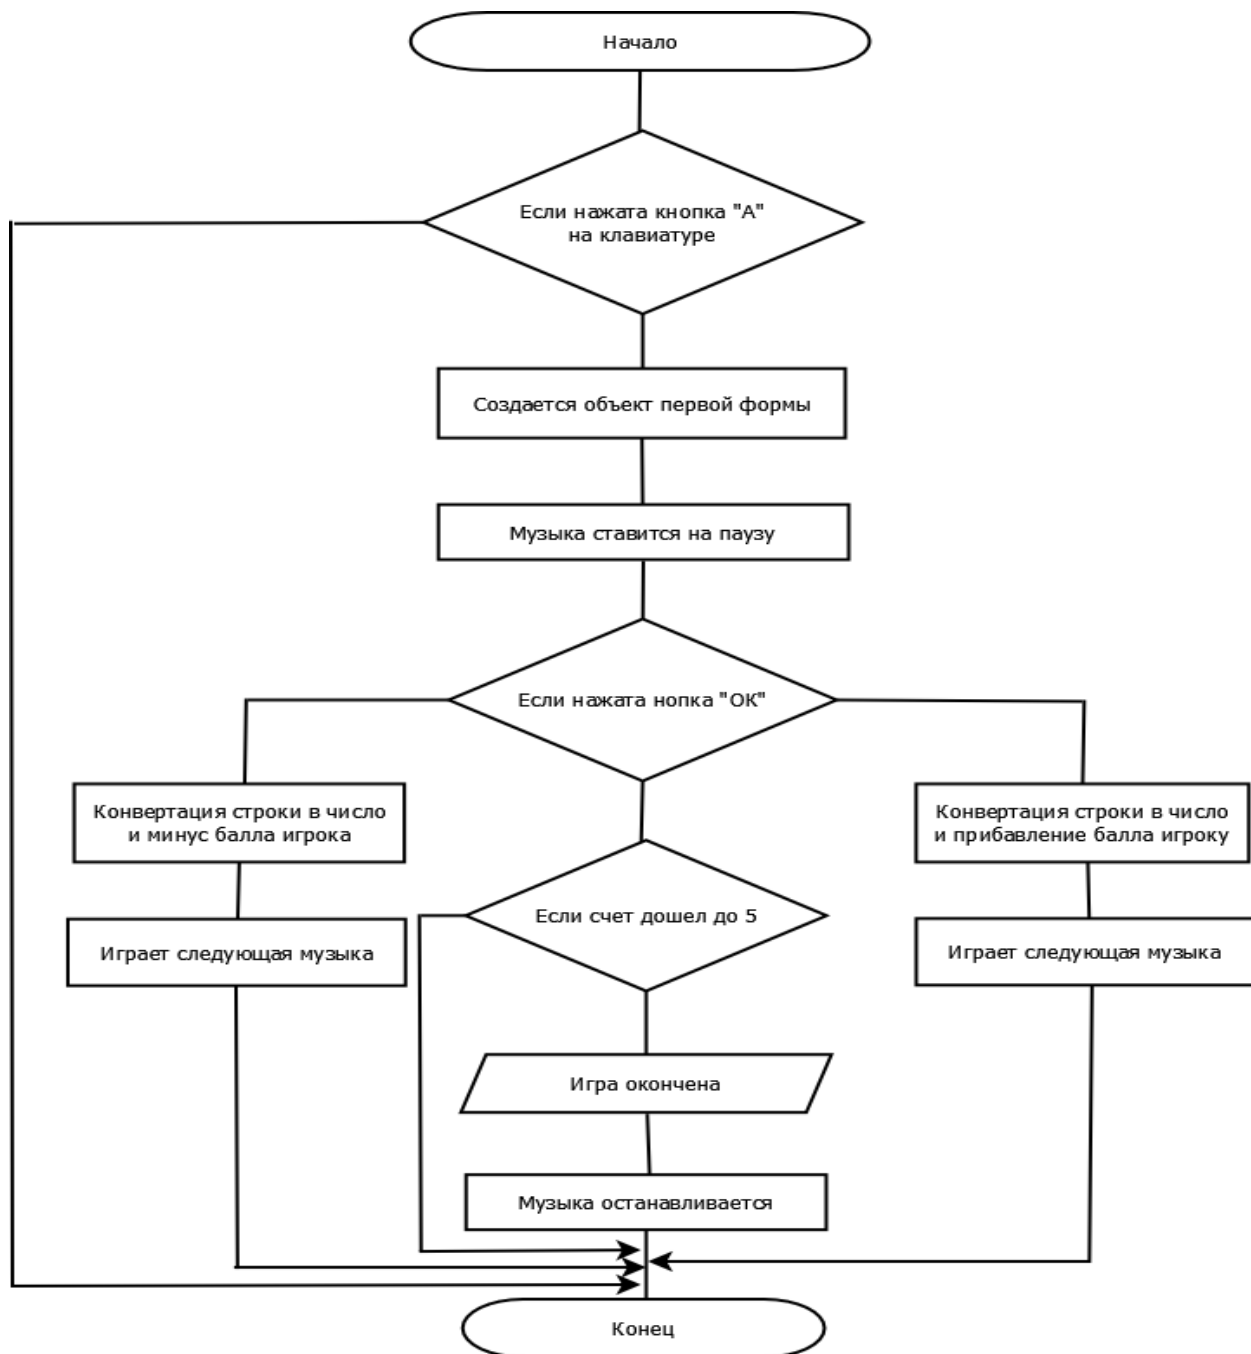 Начало
Если нажата кнопка "А"
на клавиатуре
Создается объект первой формы
Музыка ставится на паузу
Если нажата нопка "ОК"
Конвертация строки в число
и минус балла игрока
Конвертация строки в число
и прибавление балла игроку
Если счет дошел до 5
Играет следующая музыка
Играет следующая музыка
Игра окончена
Музыка останавливается
Конец